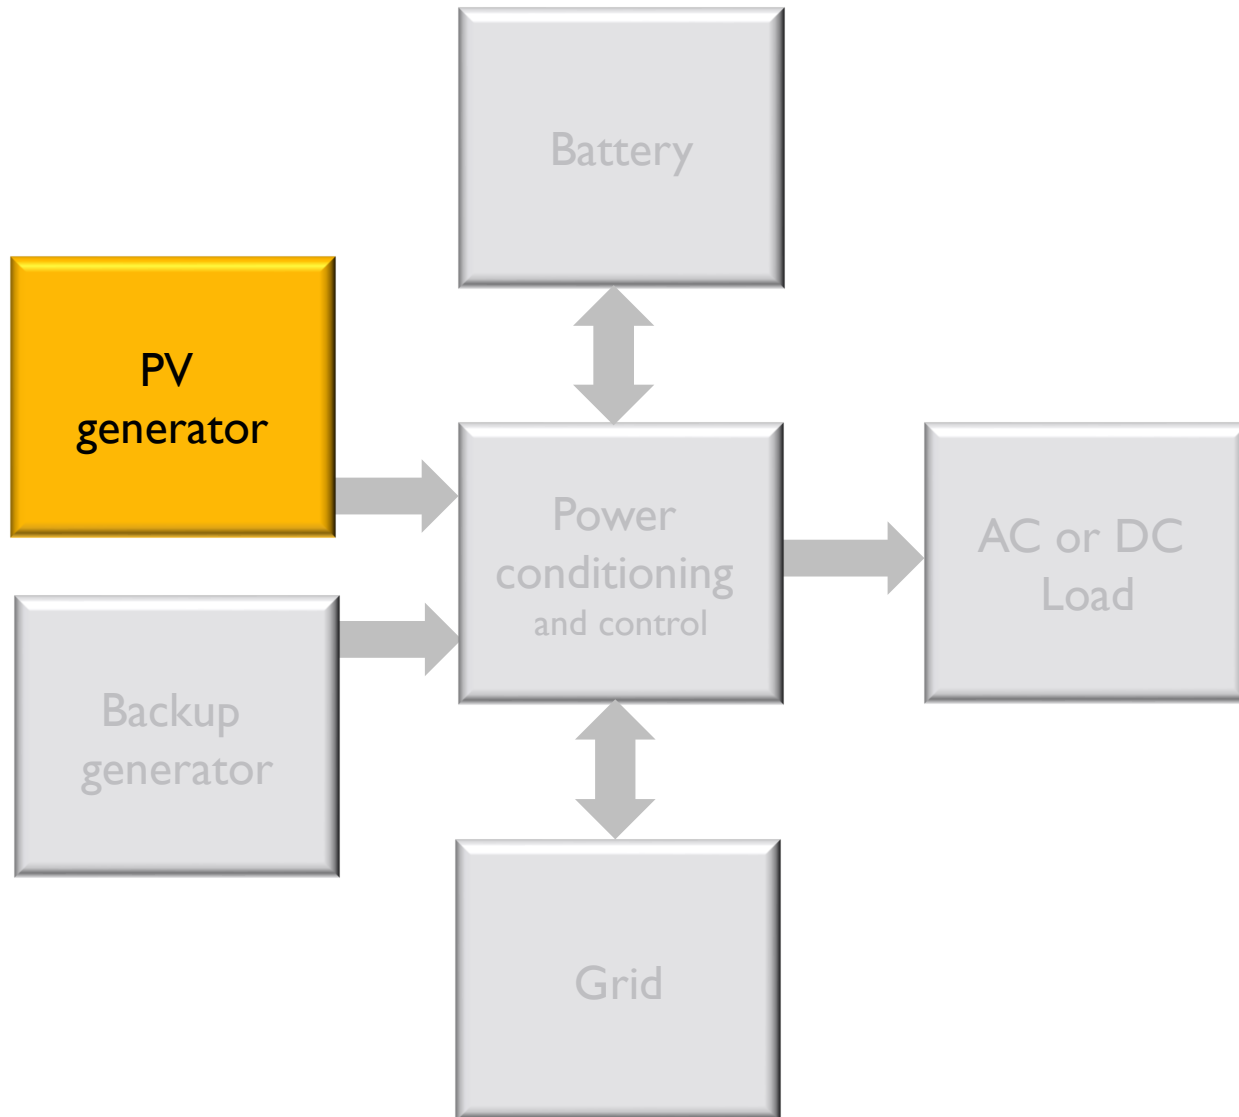 Battery
PV
generator
Power
conditioning
and control
AC or DC
Load
Backup
generator
Grid